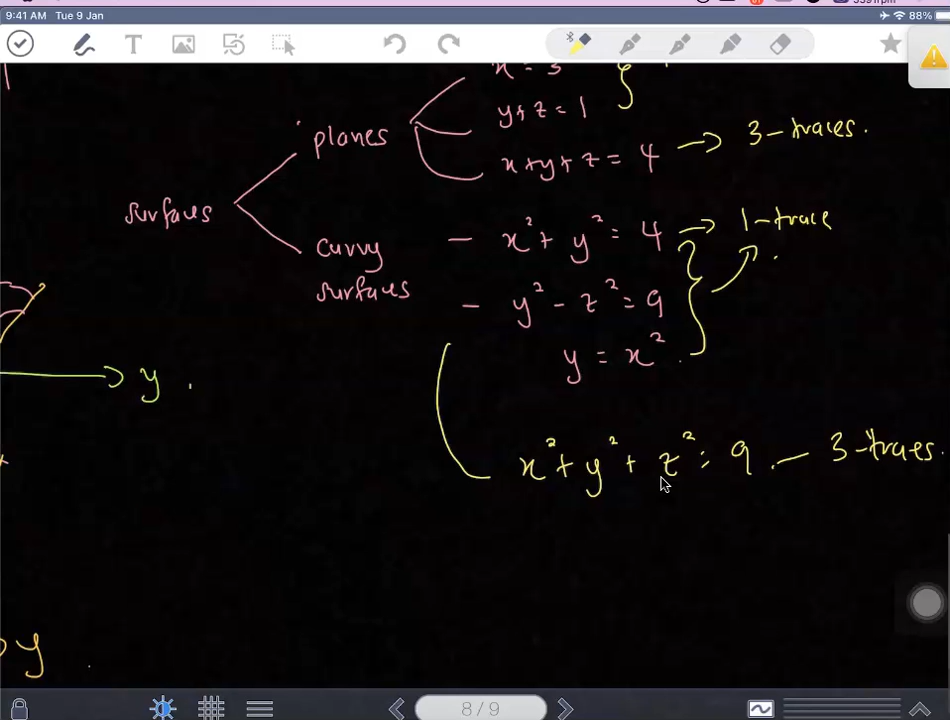 9:41 AM Tue 9 Jan
88%
T
x = 3
y + z = 1
planes
x + y + z = 4 → 3-traces.
surfaces
x² + y² = 4 → 1-trace
curvy
surfaces
y² - z² = 9
y = x².
y.
x² + y² + z² = 9. — 3-traes.
y.
8/9